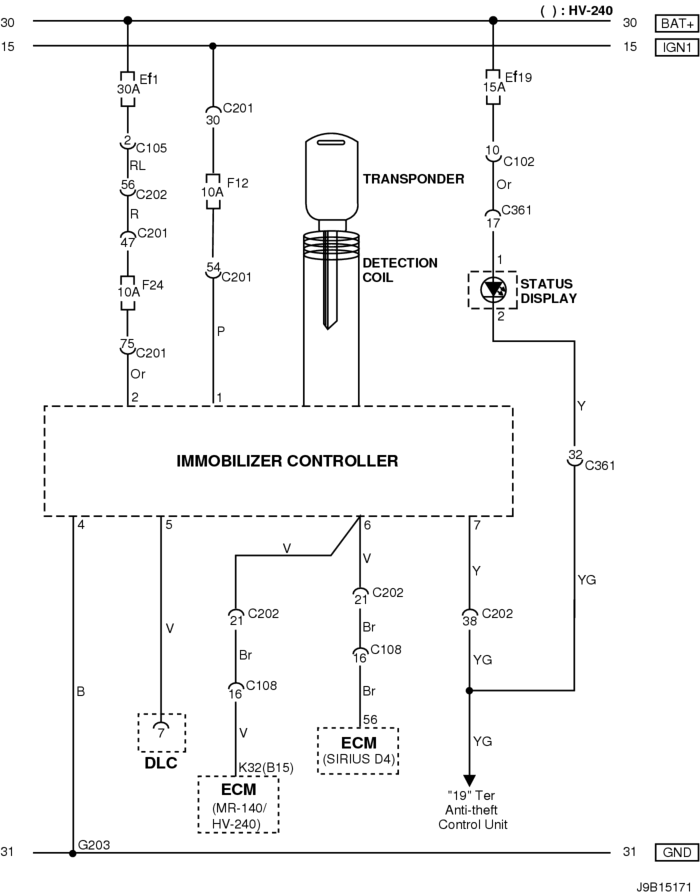 ( ) : HV-240
30 30 BAT+
15 15 IGN1
Ef1
30A
Ef19
15A
C201
30
2
C105
RL
10
C102
Or
F12
10A
TRANSPONDER
56
C202
R
C361
17
C201
47
54
C201
DETECTION
COIL
1
STATUS
DISPLAY
2
F24
10A
P
75
C201
Or
2
1
Y
IMMOBILIZER CONTROLLER
32
C361
4
5
6
7
V
V
Y
YG
C202
21
C202
21
C202
38
V
Br
Br
C108
16
YG
C108
16
B
Br
V
56
YG
7
DLC
ECM
(SIRIUS D4)
K32(B15)
ECM
(MR-140/
HV-240)
"19" Ter
Anti-theft
Control Unit
G203
31 31 GND
J9B15171